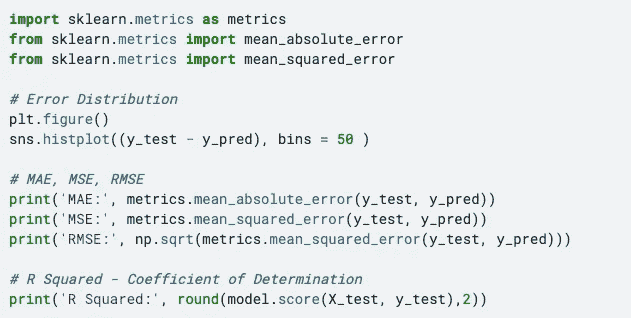 import sklearn.metrics as metrics
from sklearn.metrics import mean_absolute_error
from sklearn.metrics import mean_squared_error
# Error Distribution
plt.figure()
sns.histplot((y_test - y_pred), bins = 50 )
# MAE, MSE, RMSE
print('MAE:', metrics.mean_absolute_error(y_test, y_pred))
print('MSE:', metrics.mean_squared_error(y_test, y_pred))
print('RMSE:', np.sqrt(metrics.mean_squared_error(y_test, y_pred)))
# R Squared - Coefficient of Determination
print('R Squared:', round(model.score(X_test, y_test),2))